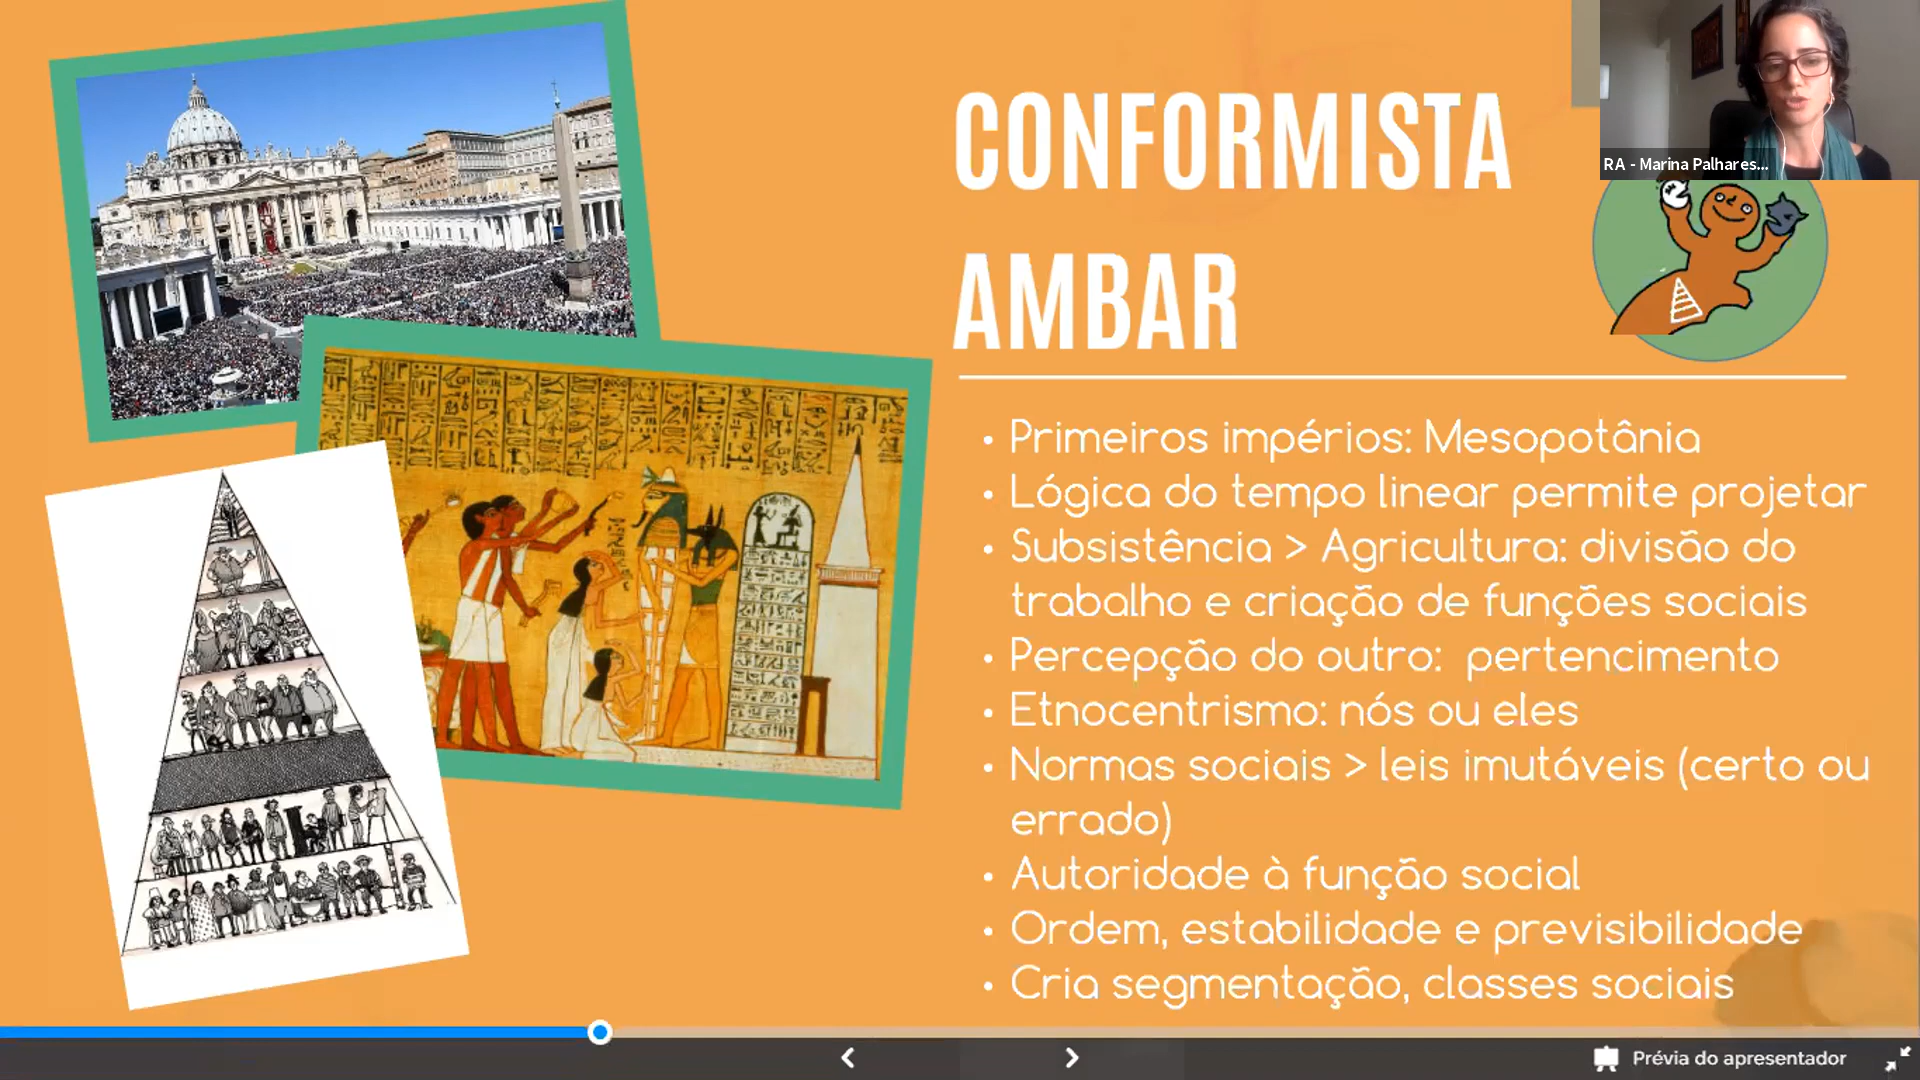 CONFORMISTA
AMBAR
RA - Marina Palhares...
• Primeiros impérios: Mesopotânia
• Lógica do tempo linear permite projetar
• Subsistência > Agricultura: divisão do
trabalho e criação de funções sociais
• Percepção do outro: pertencimento
• Etnocentrismo: nós ou eles
• Normas sociais > leis imutáveis (certo ou
errado)
• Autoridade à função social
• Ordem, estabilidade e previsibilidade
• Cria segmentação, classes sociais
Prévia do apresentador